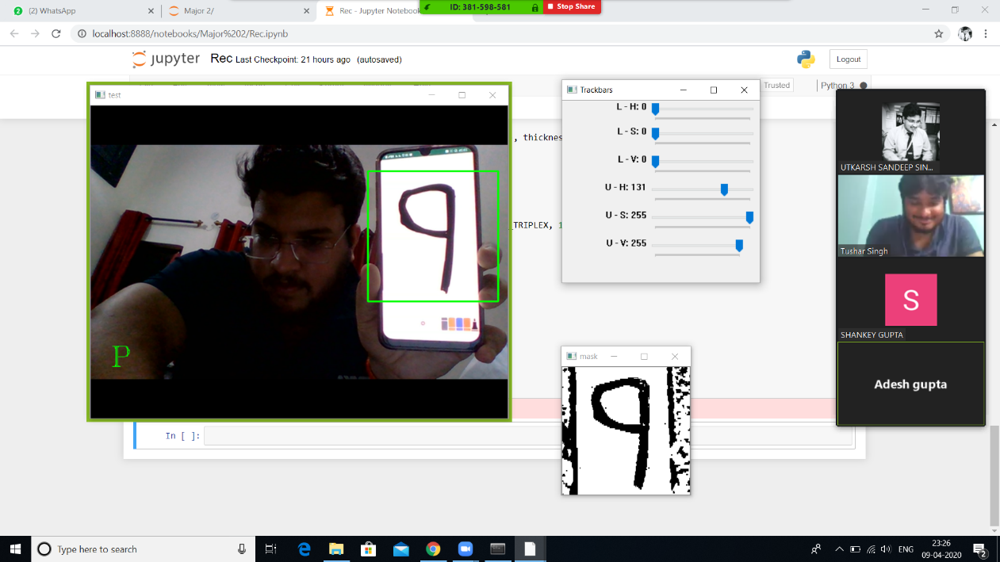 (2) WhatsApp
Major 2/
Rec - Jupyter Notebook
ID: 381-598-581
Stop Share
localhost:8888/notebooks/Major%202/Rec.ipynb
jupyter Rec Last Checkpoint: 21 hours ago (autosaved)
Logout
Trusted
Python 3
test
9
P
, thicknes
_TRIPLEX, 1
Trackbars
L - H: 0
L - S: 0
L - V: 0
U - H: 131
U - S: 255
U - V: 255
mask
9
In [ ]:
UTKARSH SANDEEP SIN...
Tushar Singh
S
SHANKEY GUPTA
Adesh gupta
Type here to search
ENG
23:26
09-04-2020
2